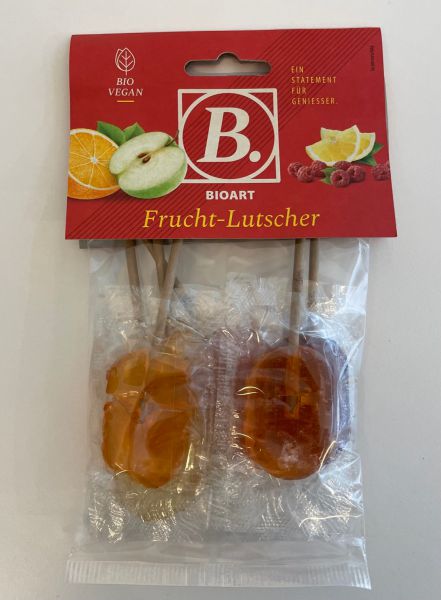 BIO
VEGAN
EIN
STATEMENT
FÜR
GENIESSER.
B.
BIOART
Frucht-Lutscher